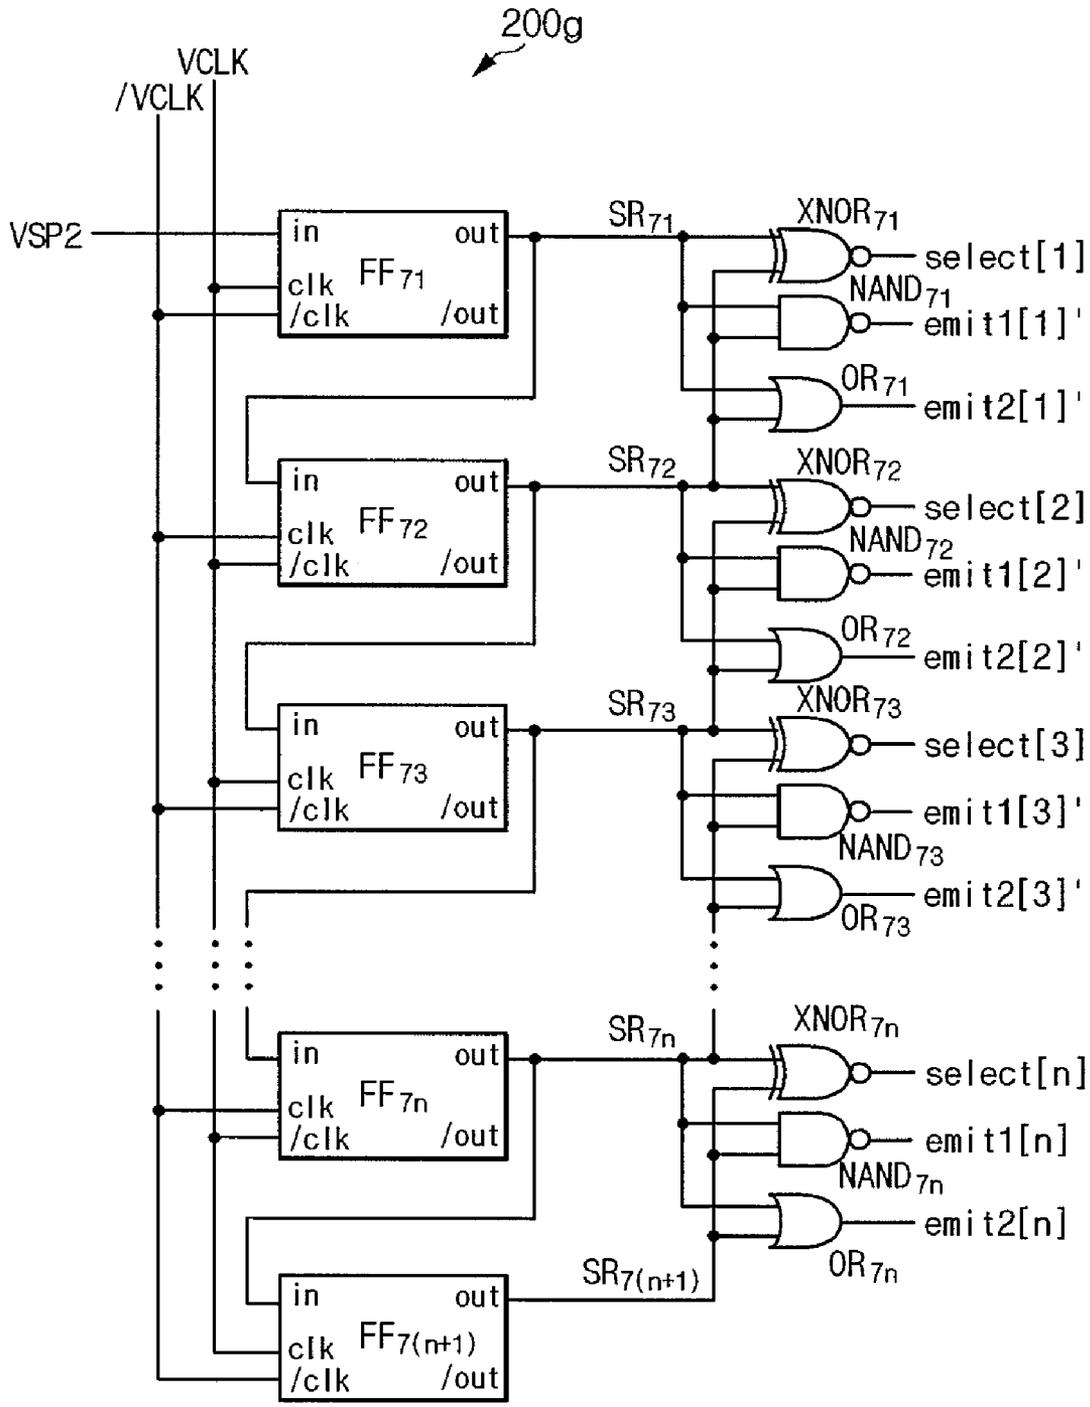 200g
VCLK
/VCLK
VSP2
in out
FF71
clk
/clk /out
SR71
XNOR71
select[1]
NAND71
emit1[1]'
OR71
emit2[1]'
in out
FF72
clk
/clk /out
SR72
XNOR72
select[2]
NAND72
emit1[2]'
OR72
emit2[2]'
in out
FF73
clk
/clk /out
SR73
XNOR73
select[3]
emit1[3]'
NAND73
emit2[3]'
OR73
in out
FF7n
clk
/clk /out
SR7n
XNOR7n
select[n]
emit1[n]
NAND7n
emit2[n]
OR7n
SR7(n+1)
in out
FF7(n+1)
clk
/clk /out